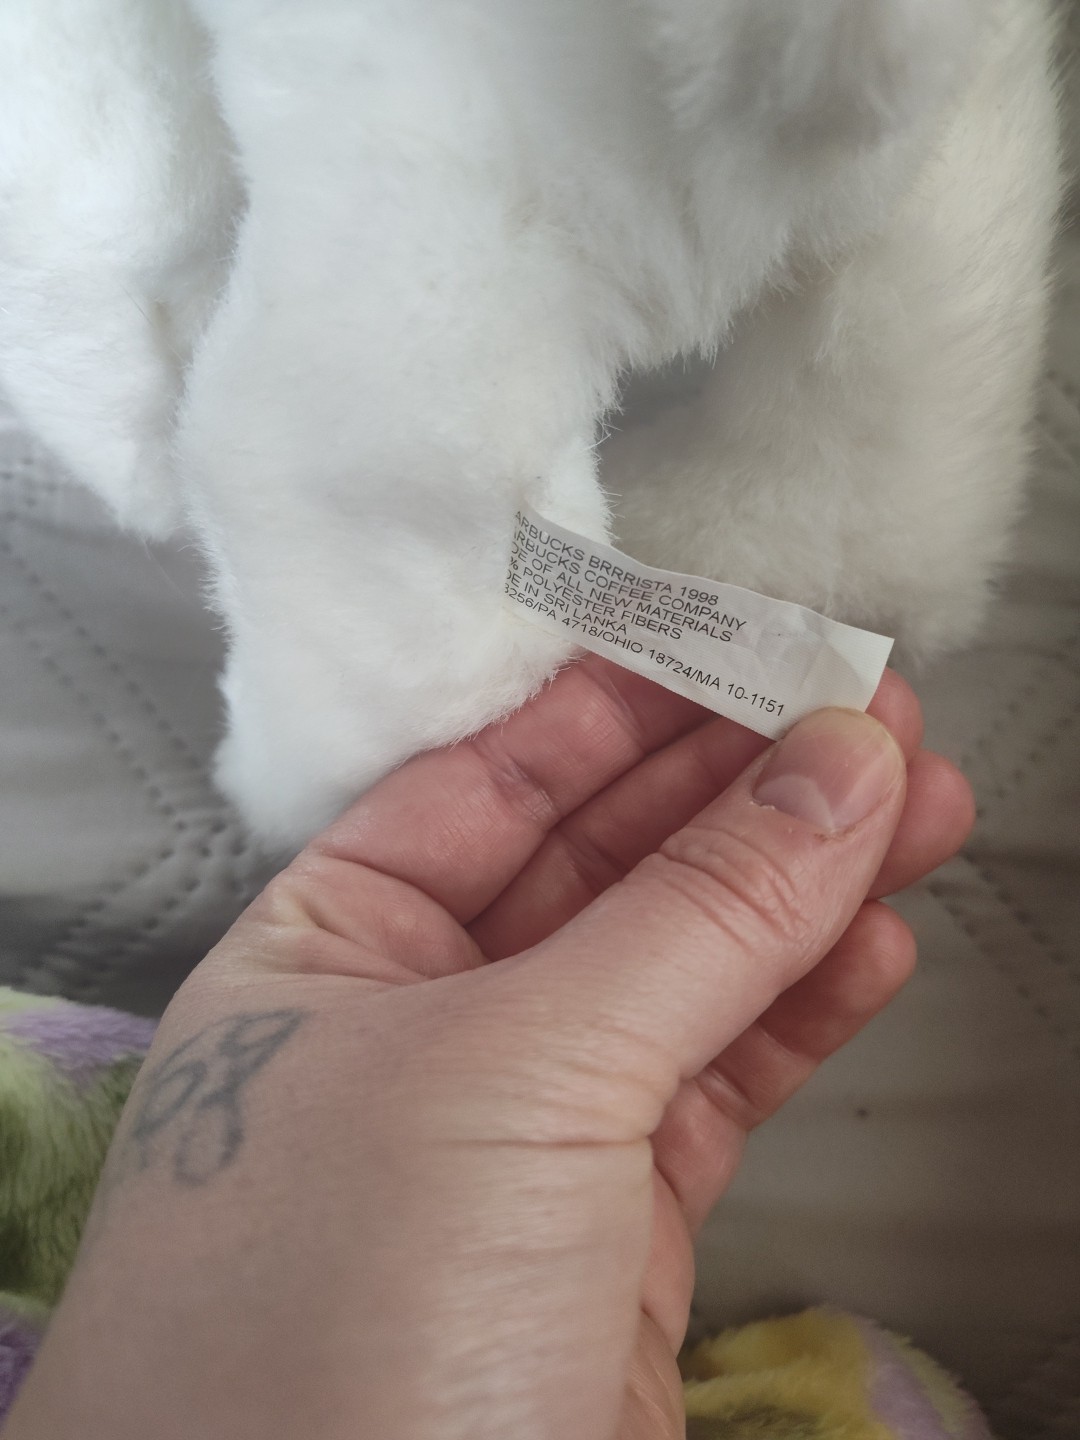 ARBUCKS BRRRISTA 1998
ARBUCKS COFFEE COMPANY
DE OF ALL NEW MATERIALS
% POLYESTER FIBERS
DE IN SRI LANKA
3256/PA 4718/OHIO 18724/MA 10-1151